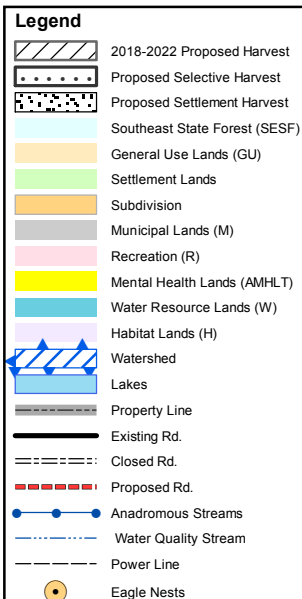 Legend
2018-2022 Proposed Harvest
Proposed Selective Harvest
Proposed Settlement Harvest
Southeast State Forest (SESF)
General Use Lands (GU)
Settlement Lands
Subdivision
Municipal Lands (M)
Recreation (R)
Mental Health Lands (AMHLT)
Water Resource Lands (W)
Habitat Lands (H)
Watershed
Lakes
Property Line
Existing Rd.
Closed Rd.
Proposed Rd.
Anadromous Streams
Water Quality Stream
Power Line
Eagle Nests